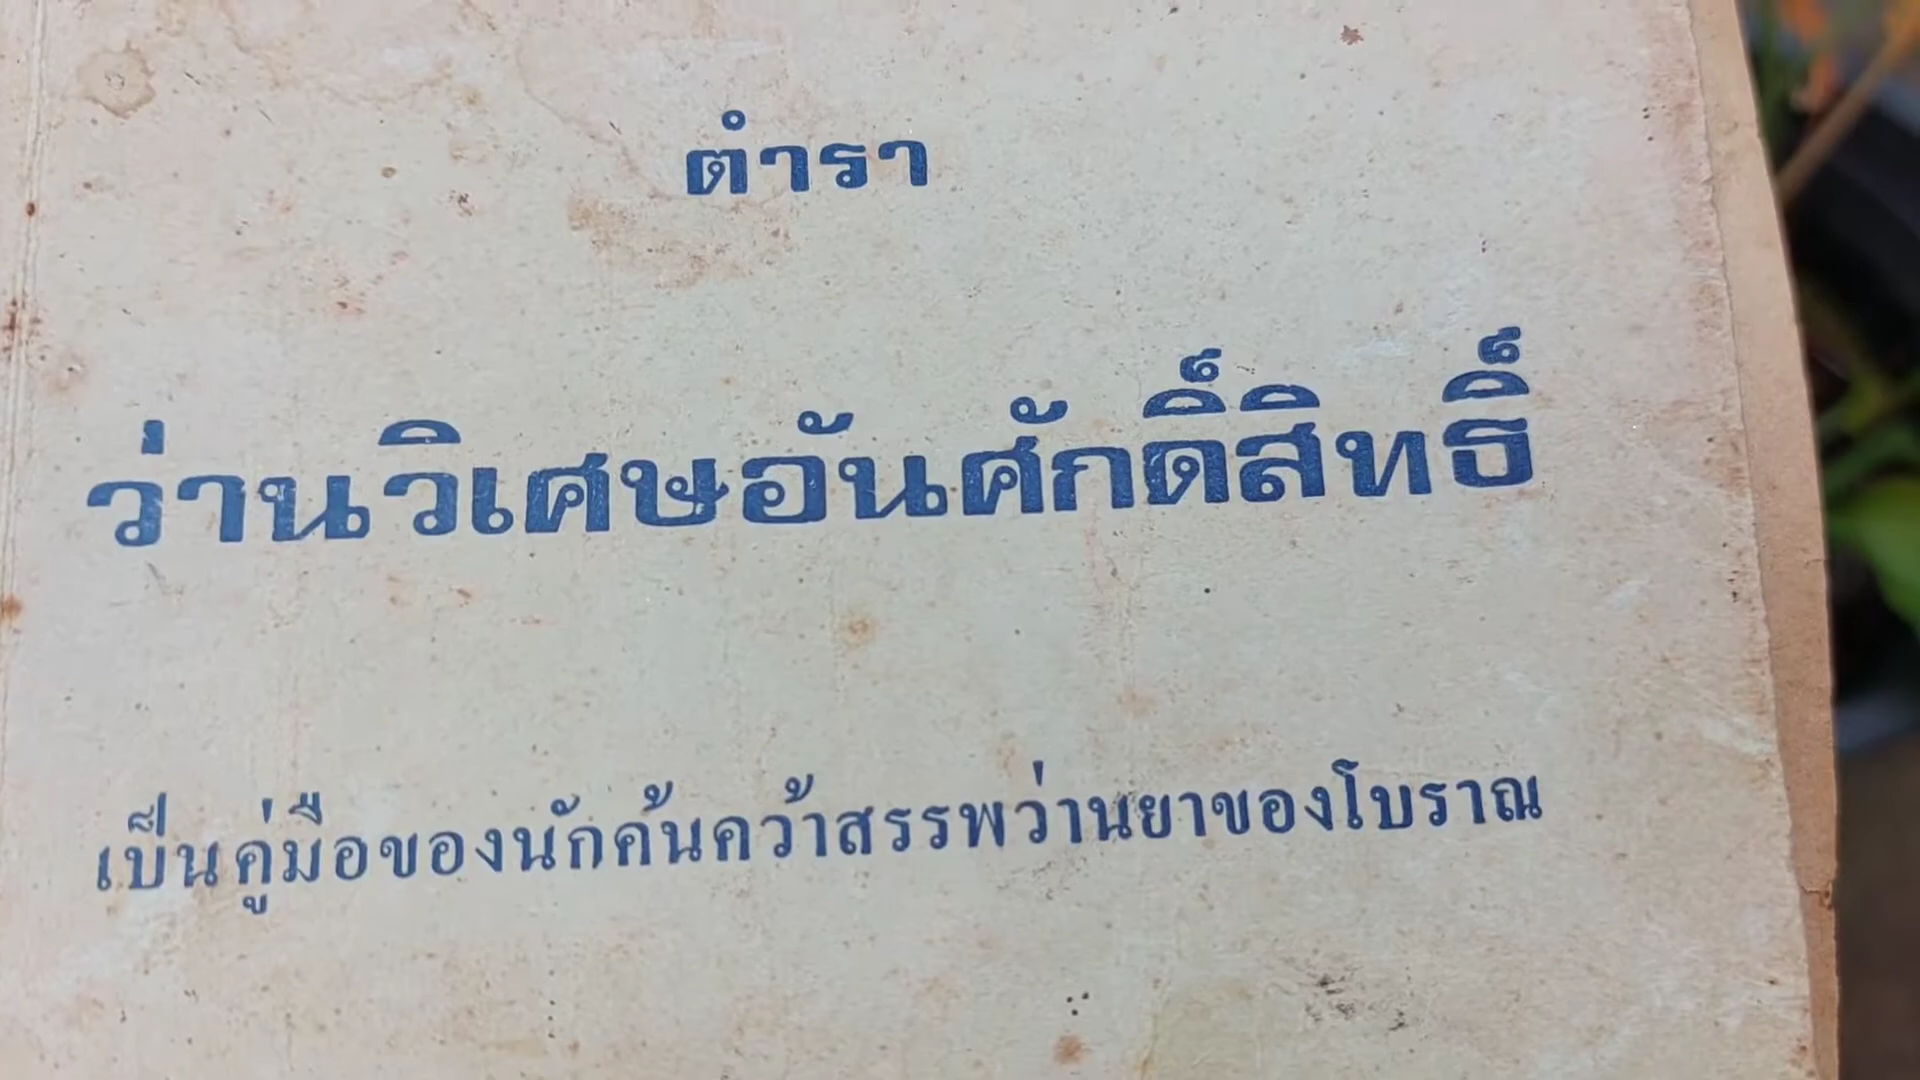 ตำรา
ว่านวิเศษอันศักดิ์สิทธิ์
เป็นคู่มือของนักค้นคว้าสรรพว่านยาของโบราณ